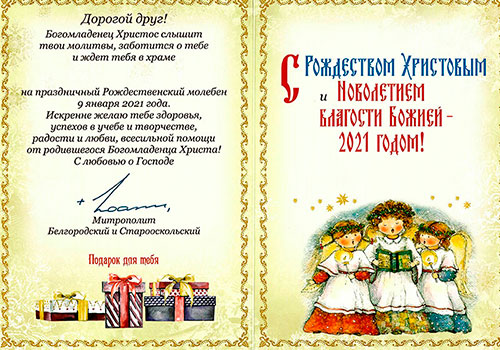 Дорогой друг!
Богомладенец Христос слышит
твои молитвы, заботится о тебе
и ждет тебя в храме
на праздничный Рождественский молебен
9 января 2021 года.
Искренне желаю тебе здоровья,
успехов в учебе и творчестве,
радости и любви, всесильной помощи
от родившегося Богомладенца Христа!
С любовью о Господе
Митрополит
Белгородский и Старооскольский
Подарок для тебя
С Рождеством Христовым
и Новолетием
благости Божией -
2021 годом!